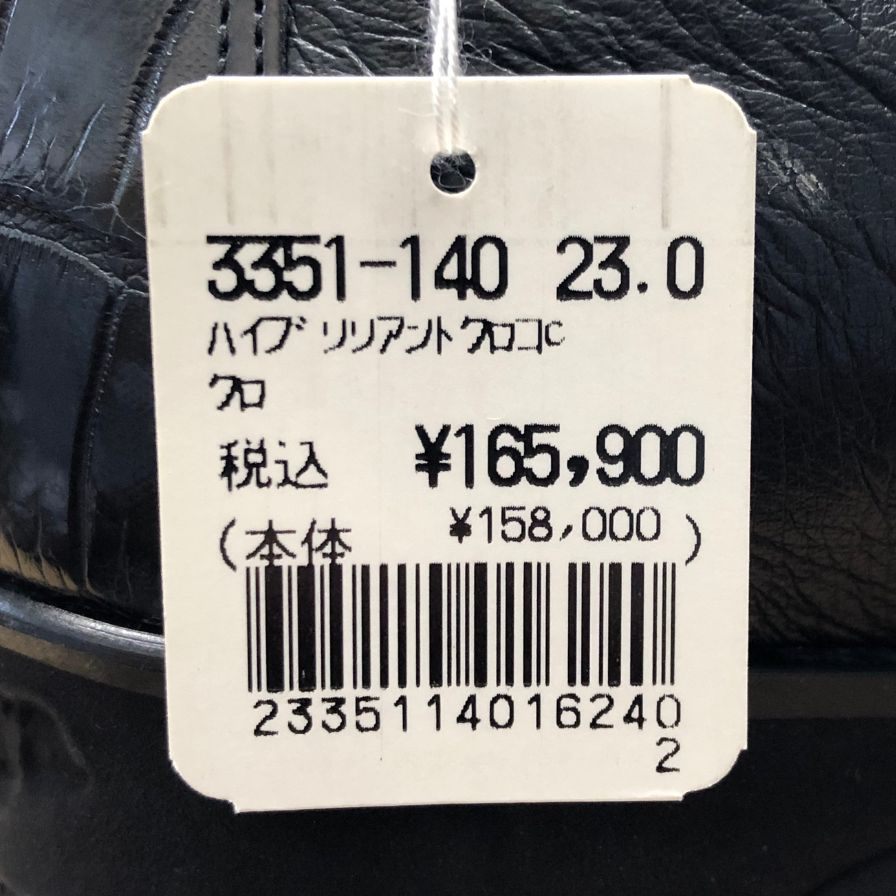 3351-140 23.0
ハイブリリアントクロコc
クロ
税込 ¥165,900
(本体 ¥158,000)
2335114016240
2